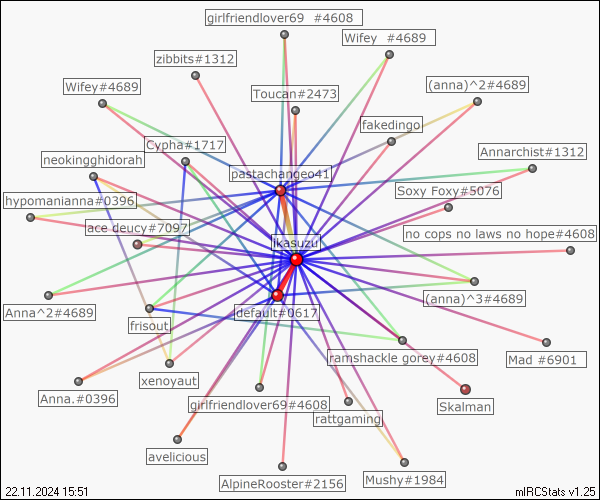 girlfriendlover69 #4608
Wifey #4689
zibbits#1312
Wifey#4689
Toucan#2473
(anna)^2#4689
fakedingo
Cypha#1717
Annarchist#1312
neokingghidorah
pastachangeo41
Soxy Foxy#5076
hypomanianna#0396
ace deucy#7097
no cops no laws no hope#4608
ikasuzu
Anna^2#4689
(anna)^3#4689
default#0617
frisout
ramshackle gorey#4608
Mad #6901
xenoyaut
Anna.#0396
girlfriendlover69#4608
Skalman
rattgaming
avelicious
AlpineRooster#2156
Mushy#1984
22.11.2024 15:51
mIRCStats v1.25